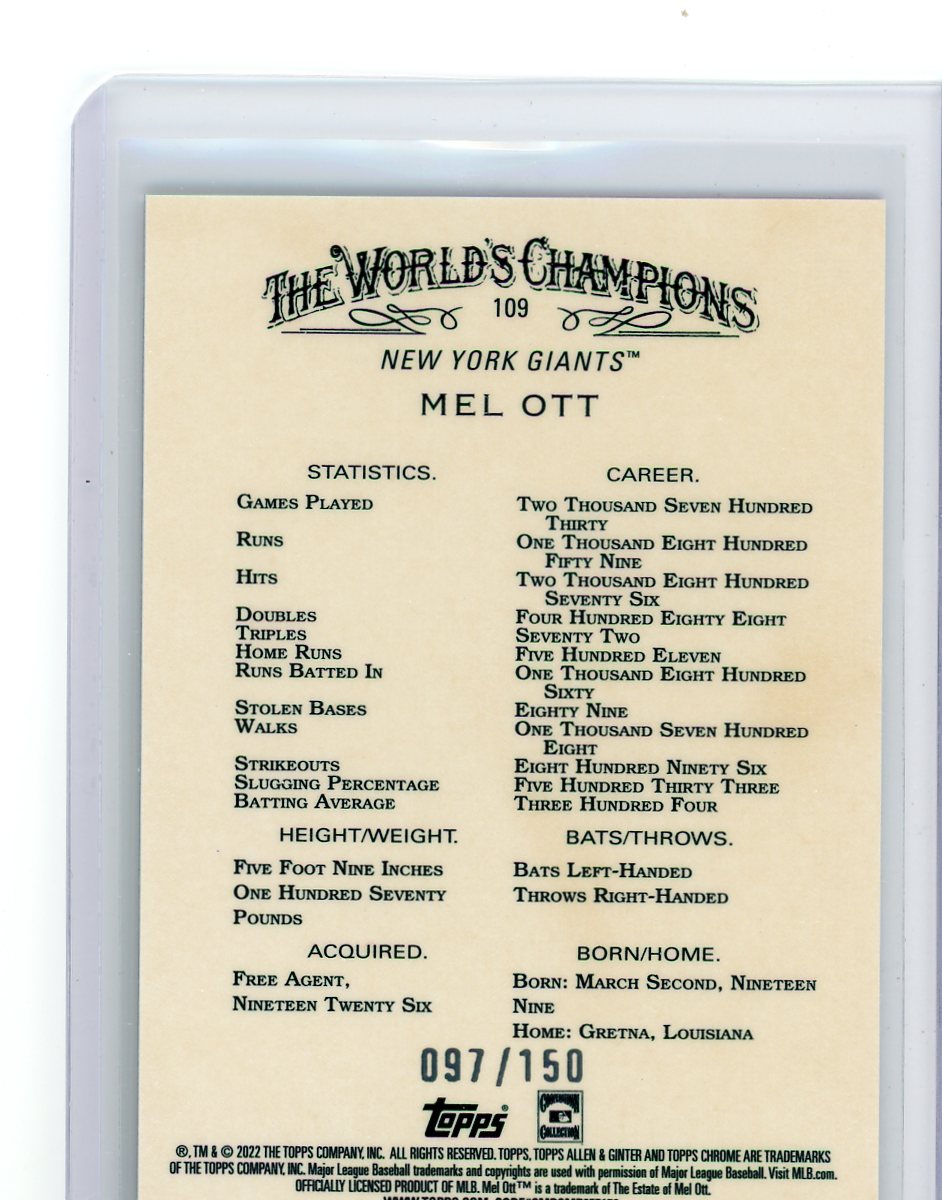 THE WORLD'S CHAMPIONS
109
NEW YORK GIANTS™
MEL OTT
STATISTICS. CAREER.
GAMES PLAYED TWO THOUSAND SEVEN HUNDRED
THIRTY
RUNS ONE THOUSAND EIGHT HUNDRED
FIFTY NINE
HITS TWO THOUSAND EIGHT HUNDRED
SEVENTY SIX
DOUBLES FOUR HUNDRED EIGHTY EIGHT
TRIPLES SEVENTY TWO
HOME RUNS FIVE HUNDRED ELEVEN
RUNS BATTED IN ONE THOUSAND EIGHT HUNDRED
SIXTY
STOLEN BASES EIGHTY NINE
WALKS ONE THOUSAND SEVEN HUNDRED
EIGHT
STRIKEOUTS EIGHT HUNDRED NINETY SIX
SLUGGING PERCENTAGE FIVE HUNDRED THIRTY THREE
BATTING AVERAGE THREE HUNDRED FOUR
HEIGHT/WEIGHT. BATS/THROWS.
FIVE FOOT NINE INCHES BATS LEFT-HANDED
ONE HUNDRED SEVENTY THROWS RIGHT-HANDED
POUNDS
ACQUIRED. BORN/HOME.
FREE AGENT, BORN: MARCH SECOND, NINETEEN
NINETEEN TWENTY SIX NINE
HOME: GRETNA, LOUISIANA
097/150
topps® COOPERSTOWN COLLECTION
®, TM & © 2022 THE TOPPS COMPANY, INC. ALL RIGHTS RESERVED. TOPPS, TOPPS ALLEN & GINTER AND TOPPS CHROME ARE TRADEMARKS
OF THE TOPPS COMPANY, INC. Major League Baseball trademarks and copyrights are used with permission of Major League Baseball. Visit MLB.com.
OFFICIALLY LICENSED PRODUCT OF MLB. Mel Ott™ is a trademark of The Estate of Mel Ott.